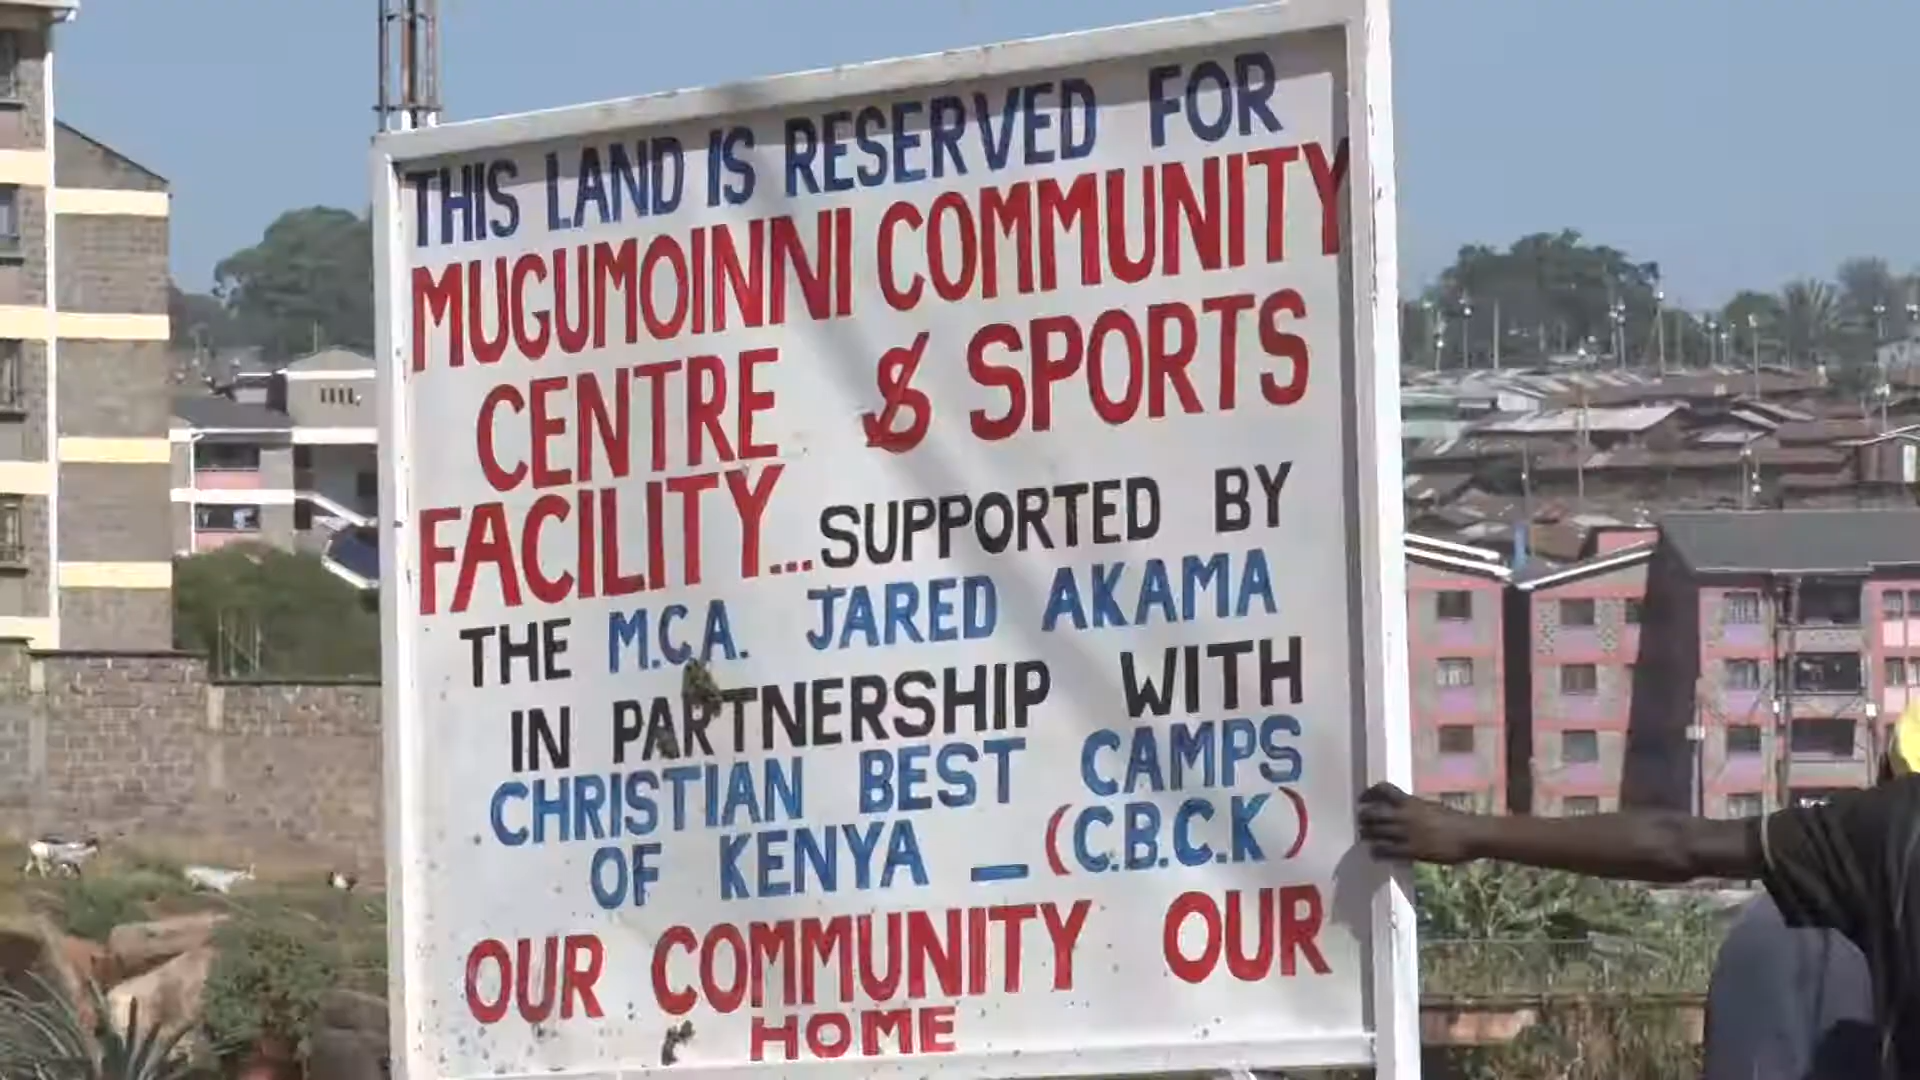 THIS LAND IS RESERVED FOR
MUGUMOINNI COMMUNITY
CENTRE & SPORTS
FACILITY...SUPPORTED BY
THE M.C.A. JARED AKAMA
IN PARTNERSHIP WITH
CHRISTIAN BEST CAMPS
OF KENYA _ (C.B.C.K)
OUR COMMUNITY OUR
HOME